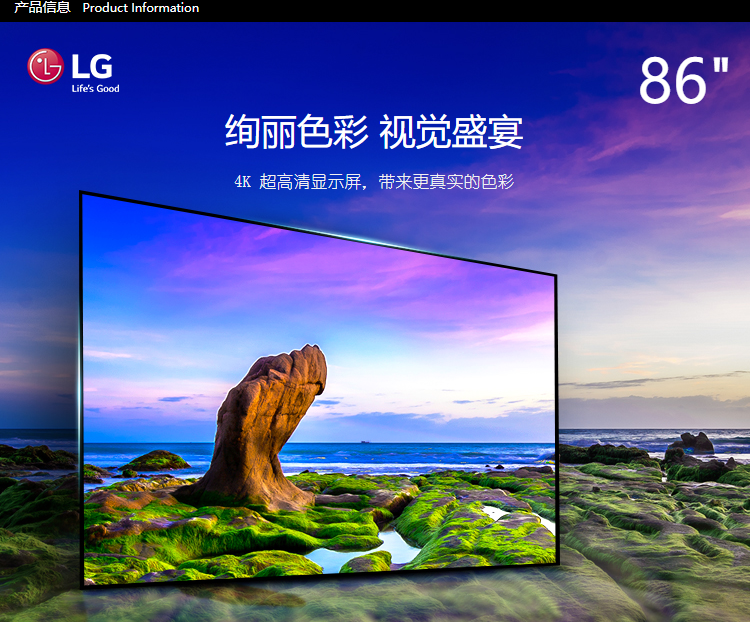 产品信息 Product Information
LG
Life's Good
86"
绚丽色彩 视觉盛宴
4K 超高清显示屏，带来更真实的色彩